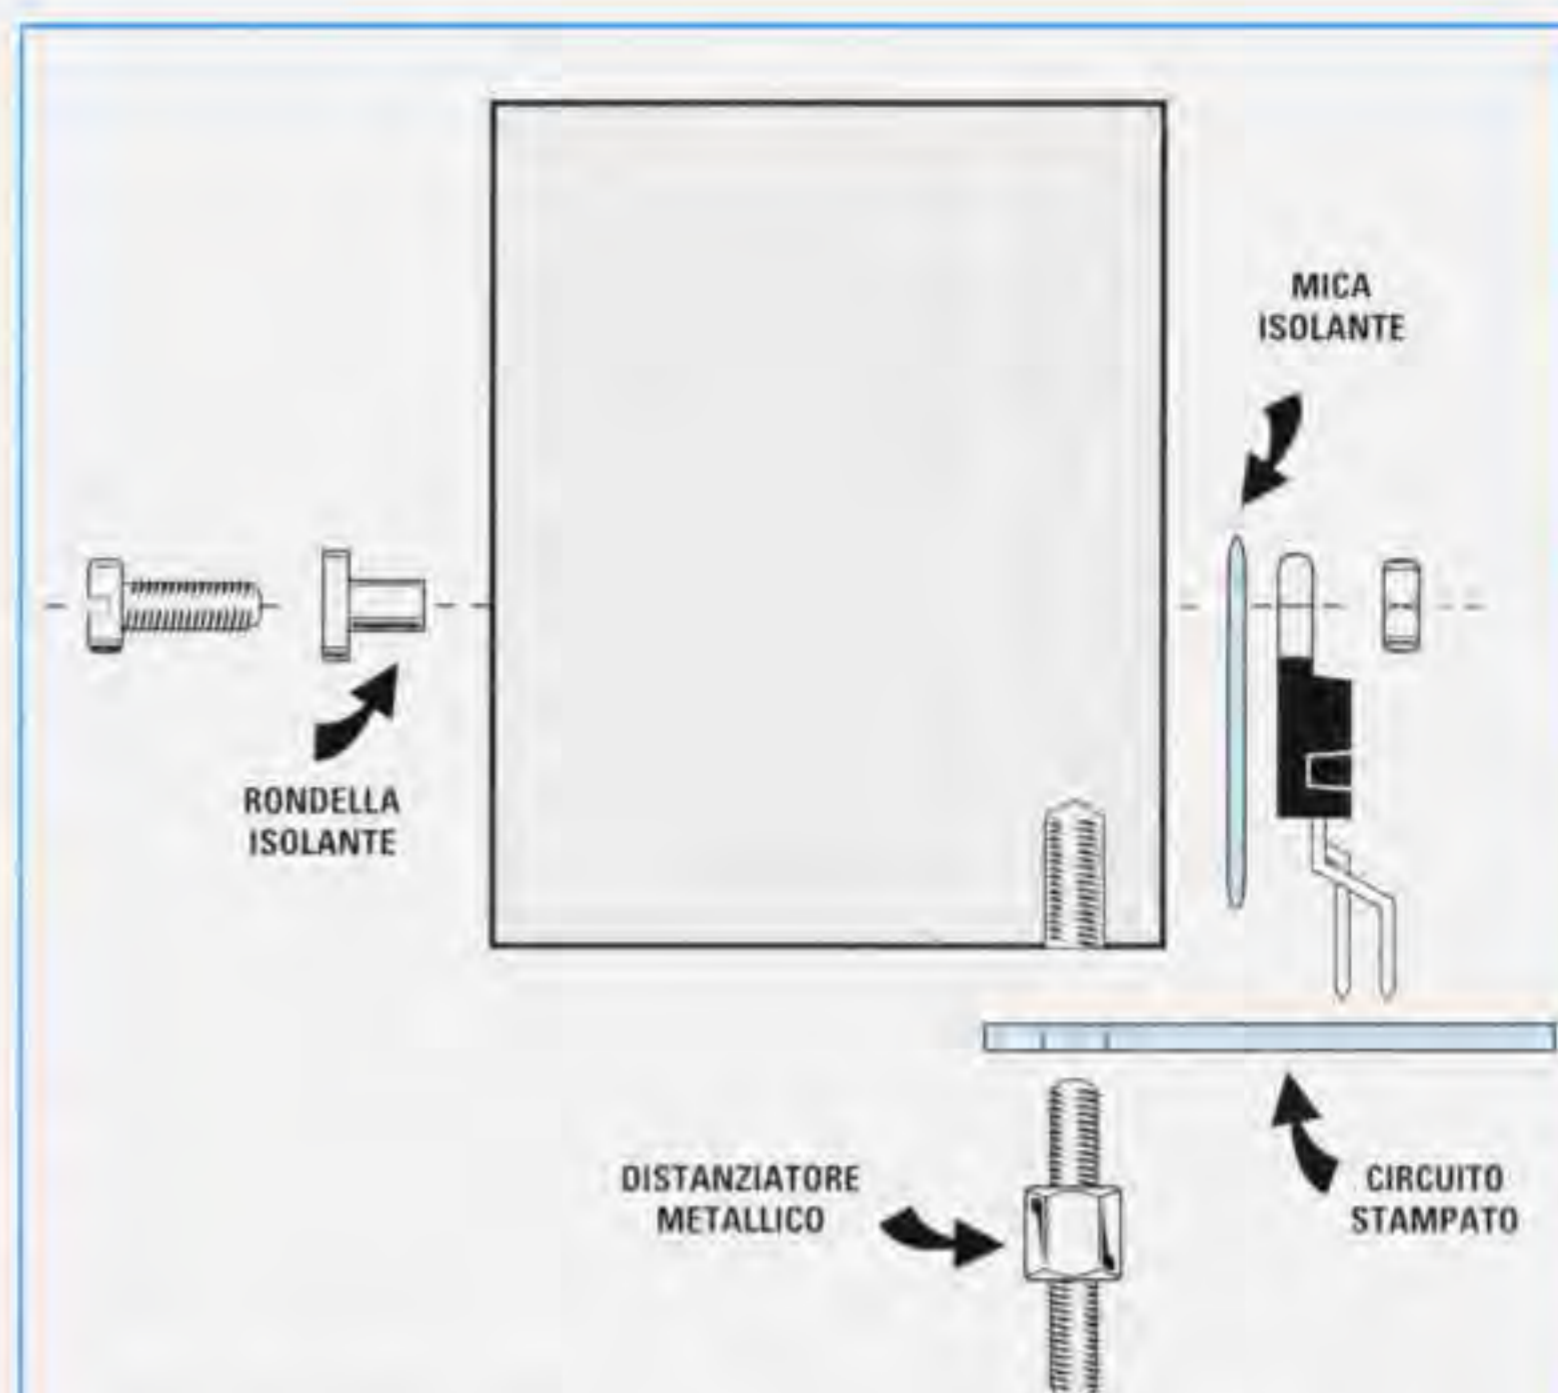 MICA
ISOLANTE
RONDELLA
ISOLANTE
DISTANZIATORE
METALLICO
CIRCUITO
STAMPATO